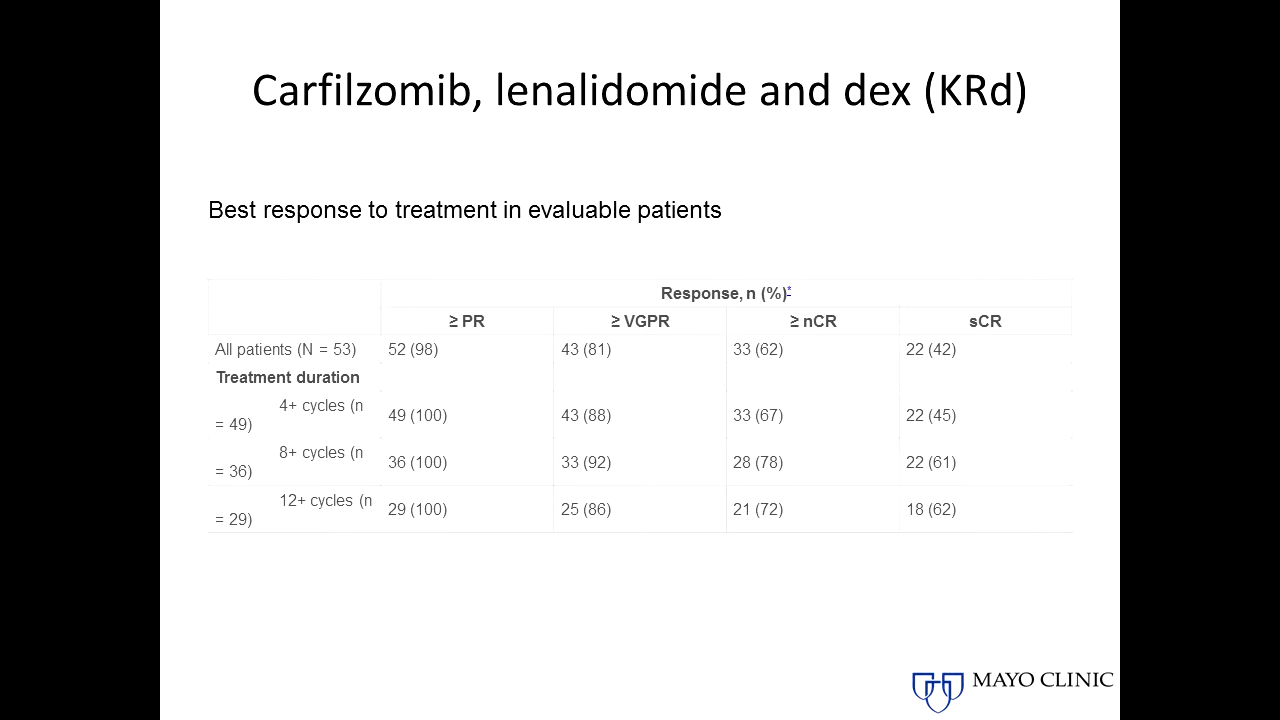 Carfilzomib, lenalidomide and dex (KRd)
Best response to treatment in evaluable patients
Response, n (%)*
≥ PR ≥ VGPR ≥ nCR sCR
All patients (N = 53) 52 (98) 43 (81) 33 (62) 22 (42)
Treatment duration
4+ cycles (n
= 49) 49 (100) 43 (88) 33 (67) 22 (45)
8+ cycles (n
= 36) 36 (100) 33 (92) 28 (78) 22 (61)
12+ cycles (n
= 29) 29 (100) 25 (86) 21 (72) 18 (62)
MAYO CLINIC